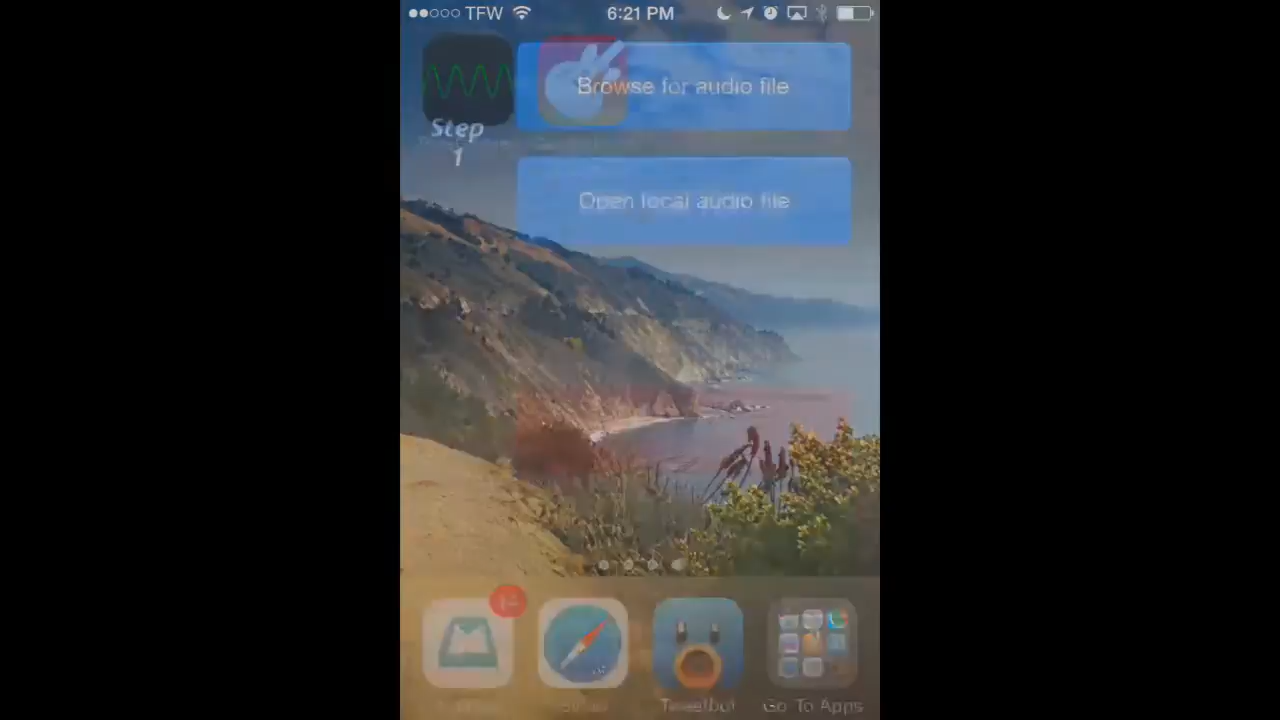 TFW
6:21 PM
Browse for audio file
Step
1
Open local audio file
Tweetbot
Go To Apps